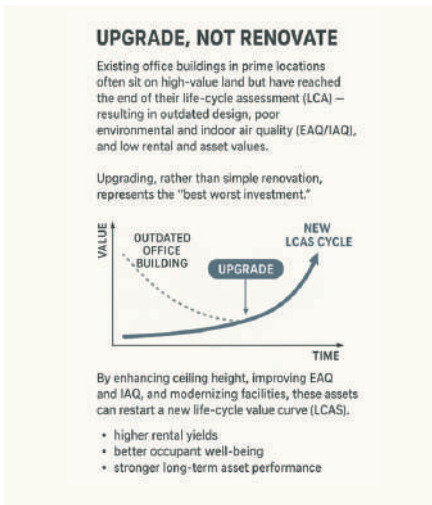 UPGRADE, NOT RENOVATE
Existing office buildings in prime locations
often sit on high-value land but have reached
the end of their life-cycle assessment (LCA) —
resulting in outdated design, poor
environmental and indoor air quality (EAQ/IAQ),
and low rental and asset values.
Upgrading, rather than simple renovation,
represents the "best worst investment."
VALUE
OUTDATED
OFFICE
BUILDING
UPGRADE
NEW
LCAS CYCLE
TIME
By enhancing ceiling height, improving EAQ
and IAQ, and modernizing facilities, these assets
can restart a new life-cycle value curve (LCAS).
• higher rental yields
• better occupant well-being
• stronger long-term asset performance